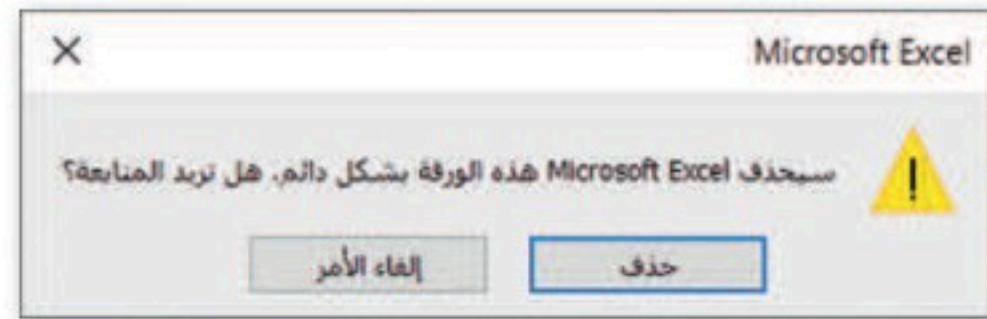 Microsoft Excel
سيحذف Microsoft Excel هذه الورقة بشكل دائم. هل تريد المتابعة؟
حذف
إلغاء الأمر